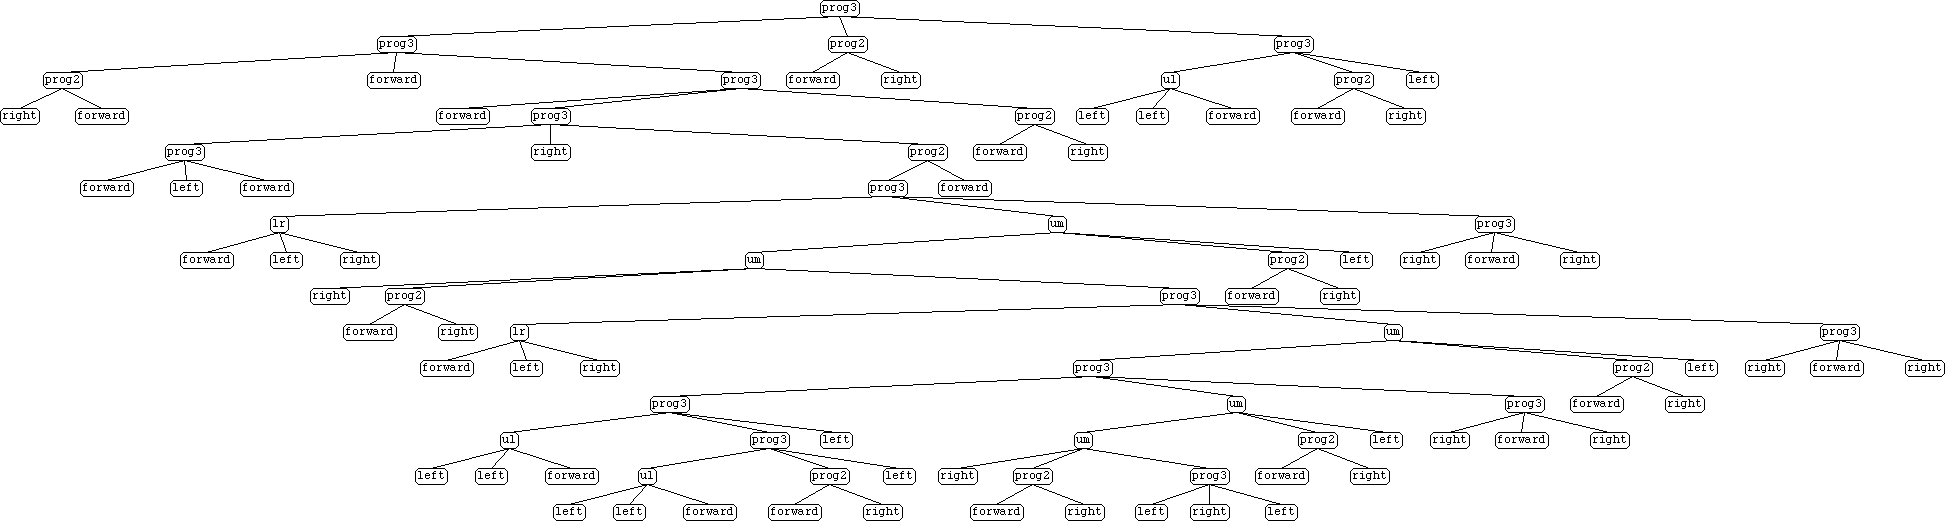 prog3
prog3 prog2 prog3
prog2 forward prog3 forward right ul prog2 left
right forward forward prog3 prog2 left left forward forward right
prog3 right prog2 forward right
forward left forward prog3 forward
lr um prog3
forward left right um prog2 left right forward right
right prog2 prog3 forward right
forward right lr um prog3
forward left right prog3 prog2 left right forward right
prog3 um prog3 forward right
ul prog3 left um prog2 left right forward right
left left forward ul prog2 left right prog2 prog3 forward right
left left forward forward right forward right left right left